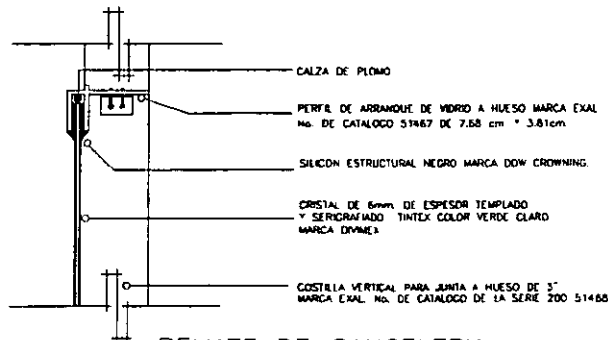 CALZA DE PLOMO
PERFIL DE ARRANQUE DE VIDRIO A HUESO MARCA EXAL
No. DE CATALOGO 51467 DE 7.68 cm * 3.81cm
SILICON ESTRUCTURAL NEGRO MARCA DOW CROWNING.
CRISTAL DE 6mm. DE ESPESOR TEMPLADO
Y SERIGRAFIADO TINTEX COLOR VERDE CLARO
MARCA DIVIMEX
COSTILLA VERTICAL PARA JUNTA A HUESO DE 3"
MARCA EXAL. No. DE CATALOGO DE LA SERIE 200 51468